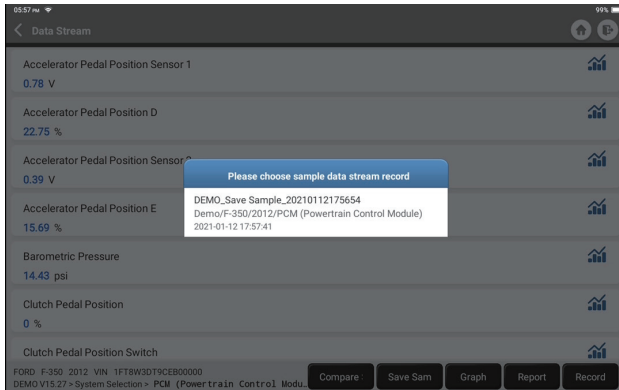 05:57 PM
99%
Data Stream
Accelerator Pedal Position Sensor 1
0.78 V
Accelerator Pedal Position D
22.75 %
Accelerator Pedal Position Sensor
0.39 V
Accelerator Pedal Position E
15.69 %
Please choose sample data stream record
DEMO_Save Sample_20210112175654
Demo/F-350/2012/PCM (Powertrain Control Module)
2021-01-12 17:57:41
Barometric Pressure
14.43 psi
Clutch Pedal Position
0 %
Clutch Pedal Position Switch
FORD F-350 2012 VIN 1FT8W3DT9CEB00000
DEMO V15.27 > System Selection > PCM (Powertrain Control Modu...
Compare
Save Sam
Graph
Report
Record